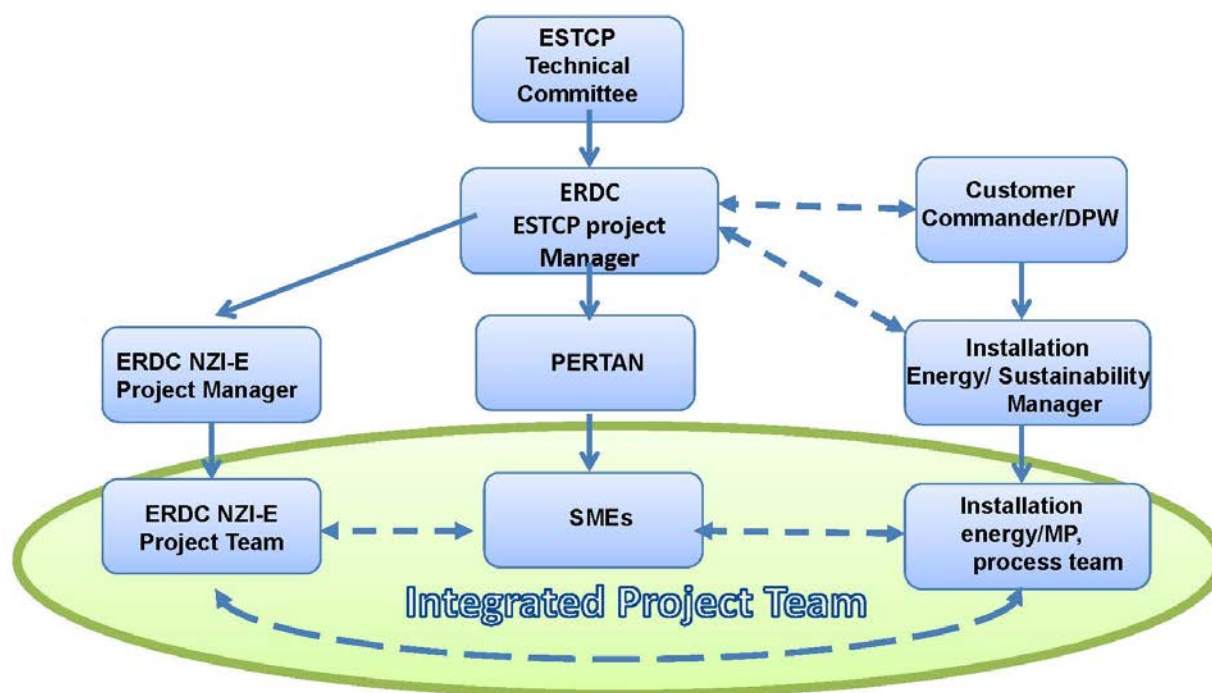 ESTCP
Technical
Committee
ERDC
ESTCP project
Manager
Customer
Commander/DPW
ERDC NZI-E
Project Manager
PERTAN
Installation
Energy/ Sustainability
Manager
ERDC NZI-E
Project Team
SMEs
Installation
energy/MP,
process team
Integrated Project Team